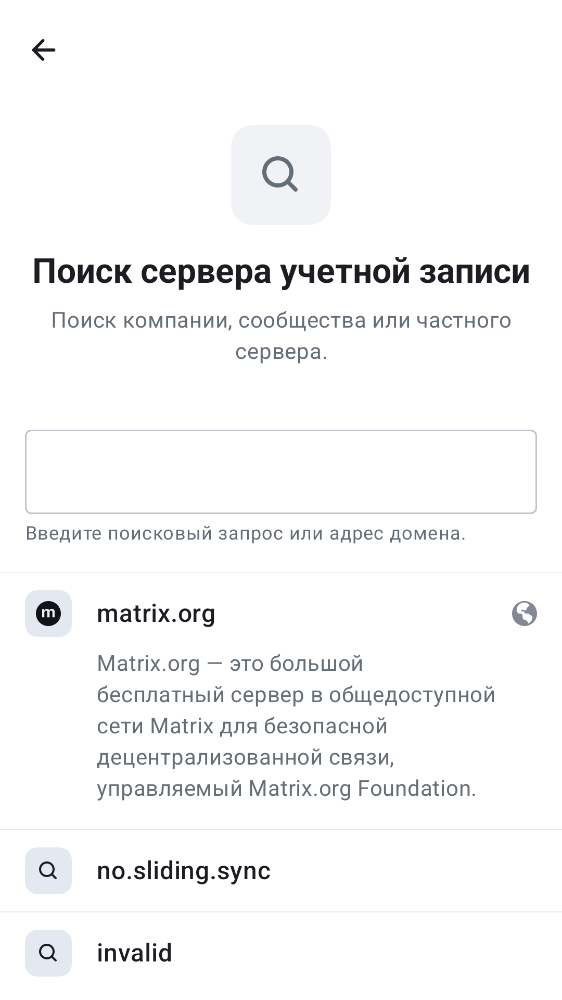 Поиск сервера учетной записи
Поиск компании, сообщества или частного
сервера.
Введите поисковый запрос или адрес домена.
m
matrix.org
Matrix.org — это большой
бесплатный сервер в общедоступной
сети Matrix для безопасной
децентрализованной связи,
управляемый Matrix.org Foundation.
no.sliding.sync
invalid